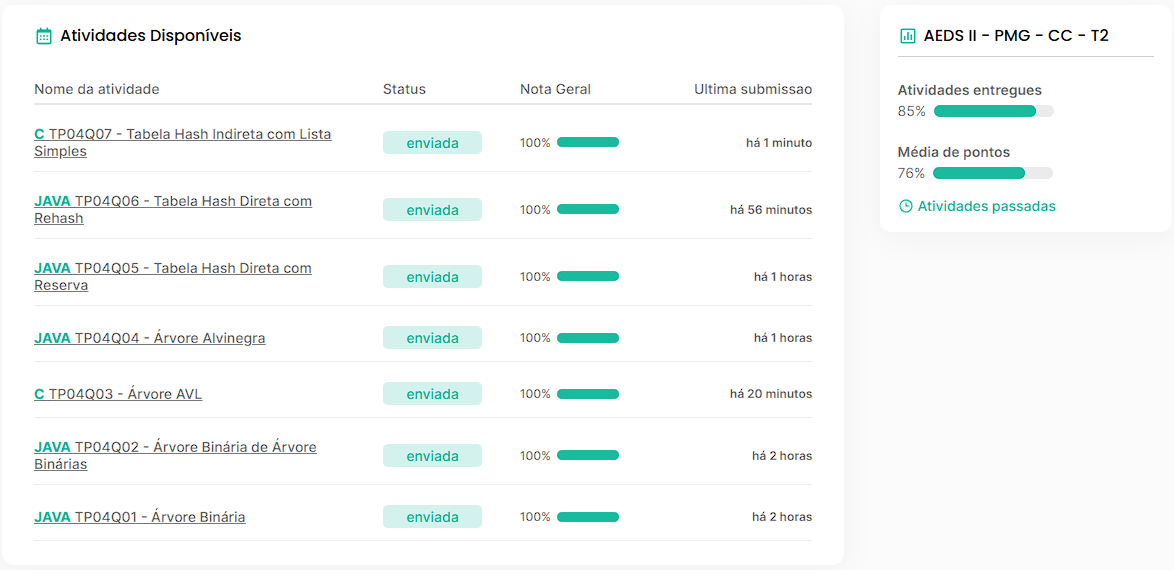 Atividades Disponíveis
Nome da atividade Status Nota Geral Ultima submissao
C TP04Q07 - Tabela Hash Indireta com Lista
Simples
enviada 100% há 1 minuto
JAVA TP04Q06 - Tabela Hash Direta com
Rehash
enviada 100% há 56 minutos
JAVA TP04Q05 - Tabela Hash Direta com
Reserva
enviada 100% há 1 horas
JAVA TP04Q04 - Árvore Alvinegra enviada 100% há 1 horas
C TP04Q03 - Árvore AVL enviada 100% há 20 minutos
JAVA TP04Q02 - Árvore Binária de Árvore
Binárias
enviada 100% há 2 horas
JAVA TP04Q01 - Árvore Binária enviada 100% há 2 horas
AEDS II - PMG - CC - T2
Atividades entregues
85%
Média de pontos
76%
Atividades passadas